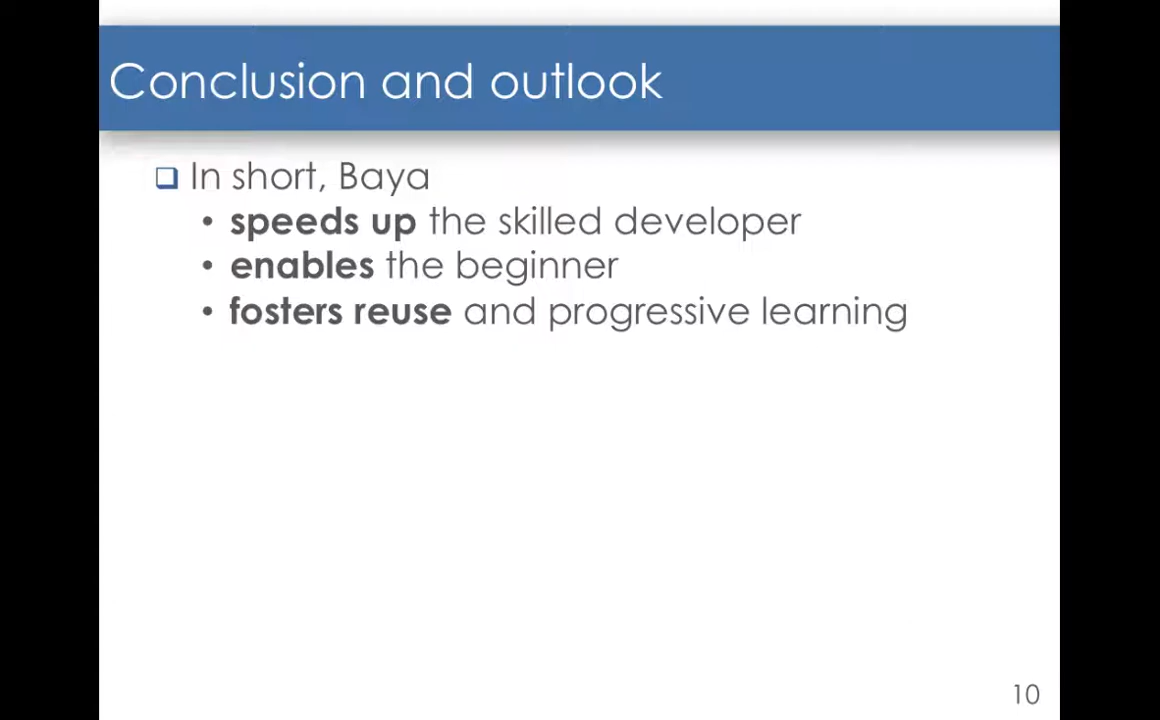 Conclusion and outlook
❑ In short, Baya
• speeds up the skilled developer
• enables the beginner
• fosters reuse and progressive learning
10